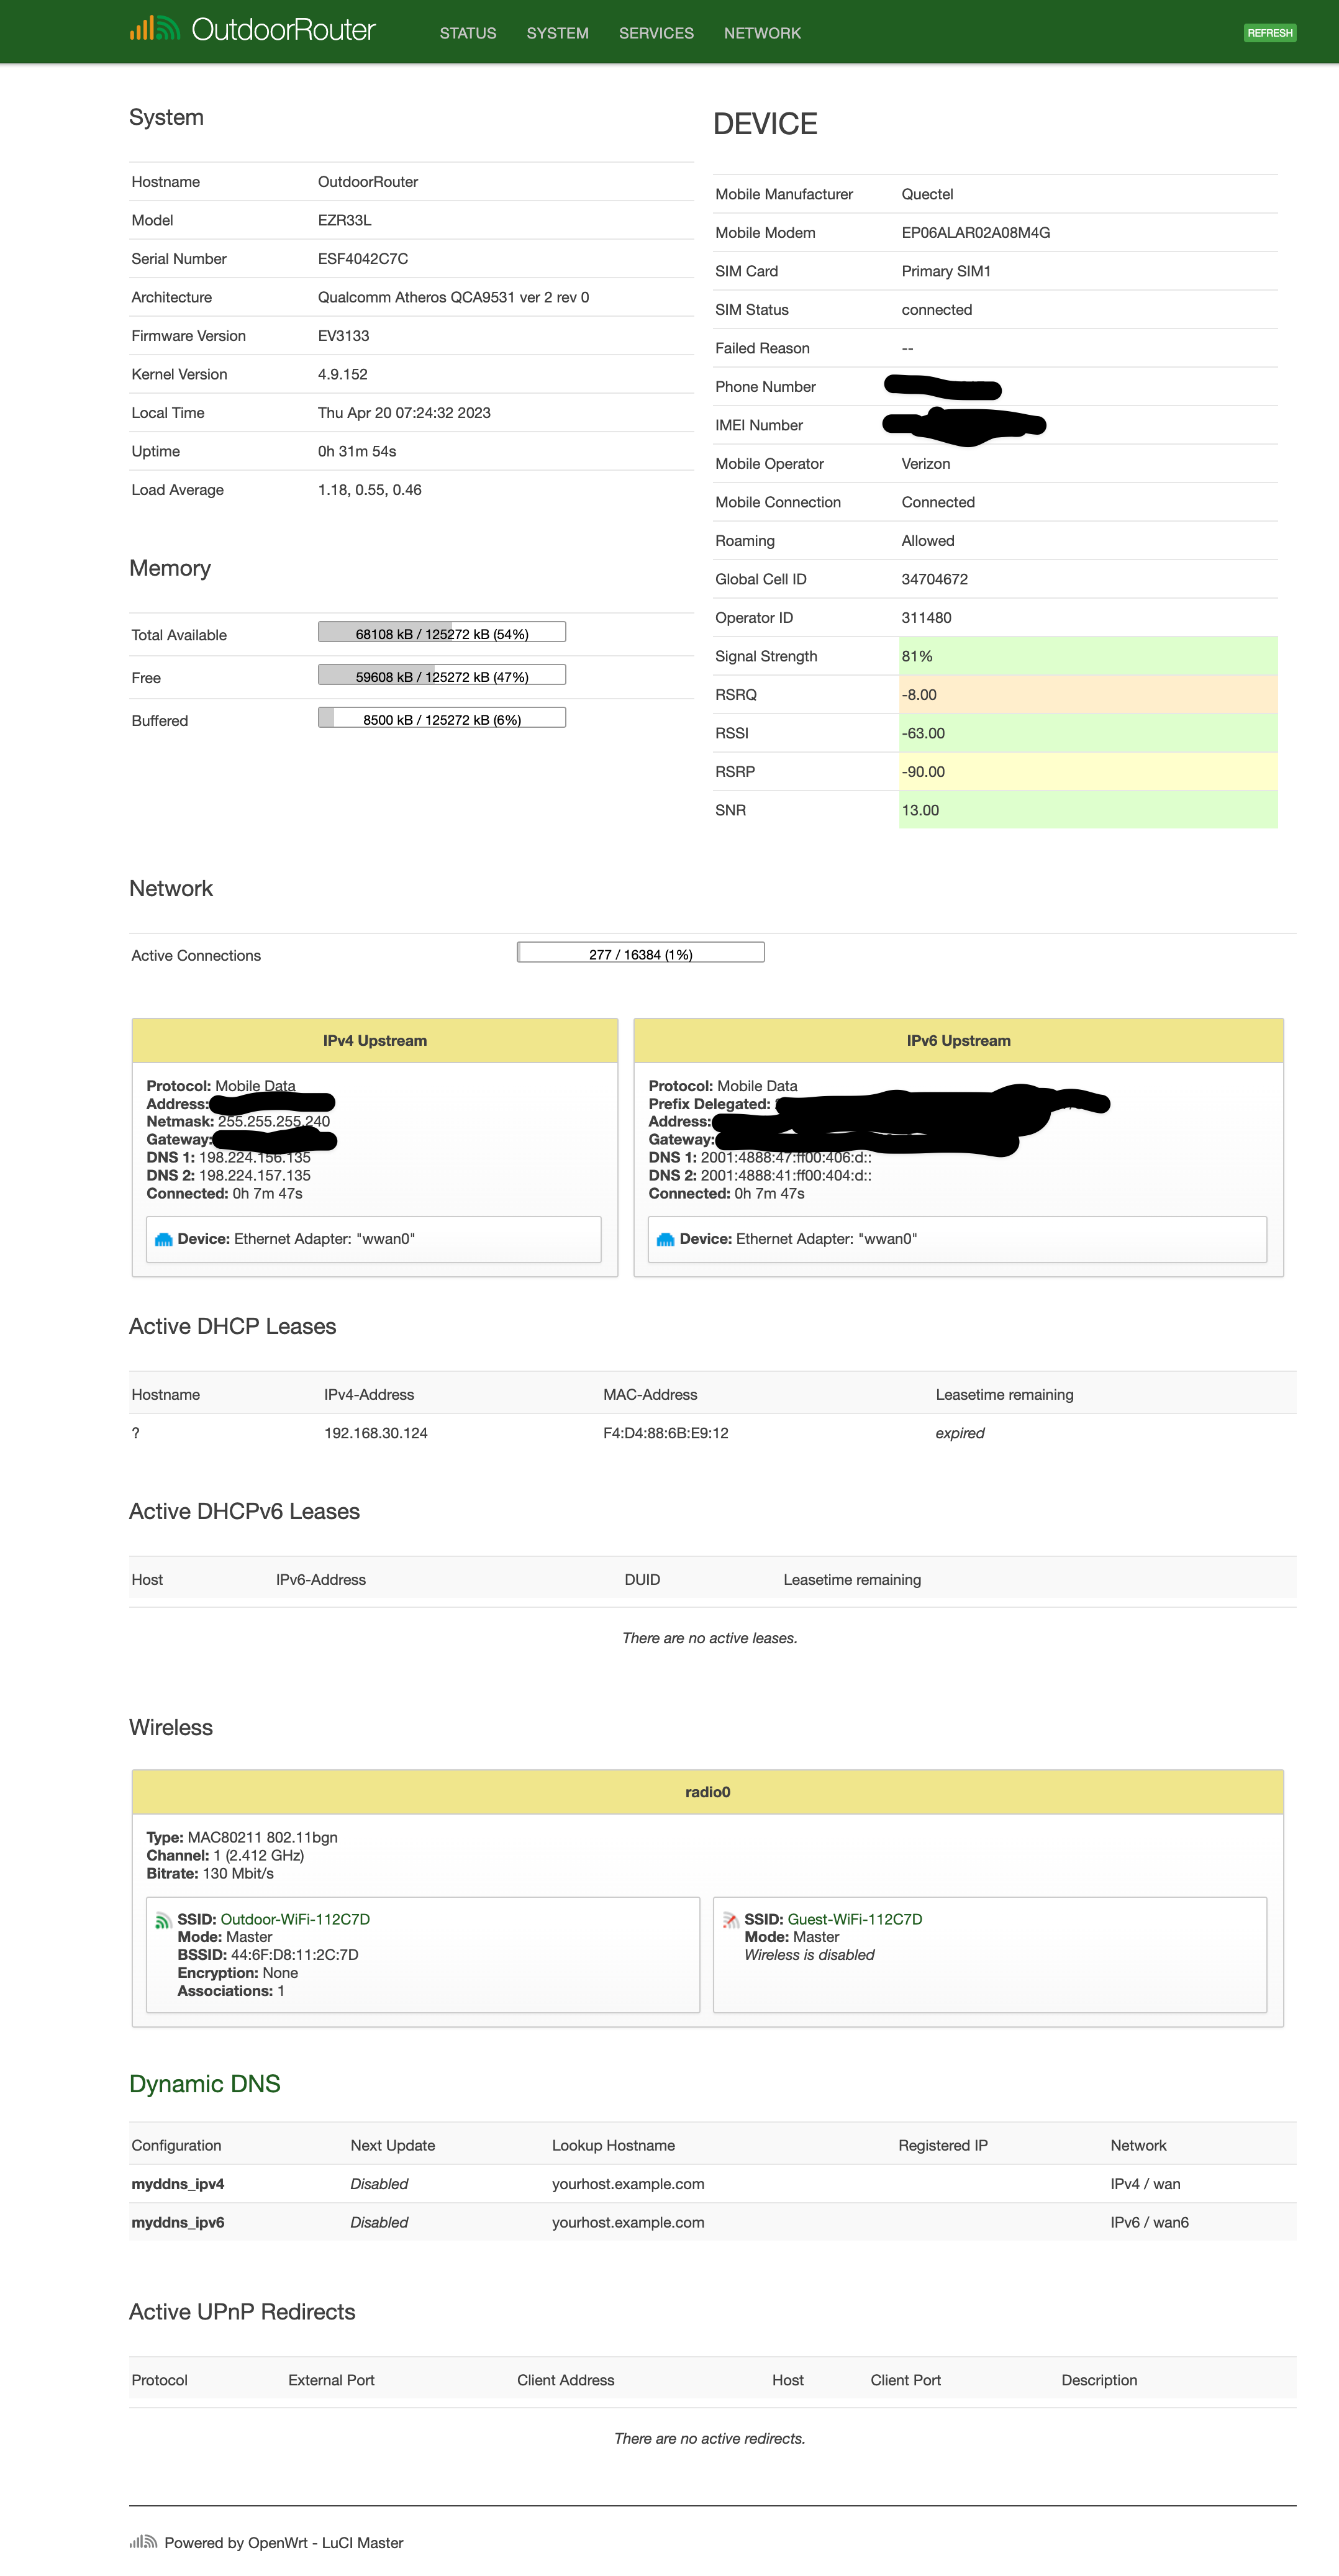 OutdoorRouter STATUS SYSTEM SERVICES NETWORK REFRESH
System
Hostname OutdoorRouter
Model EZR33L
Serial Number ESF4042C7C
Architecture Qualcomm Atheros QCA9531 ver 2 rev 0
Firmware Version EV3133
Kernel Version 4.9.152
Local Time Thu Apr 20 07:24:32 2023
Uptime 0h 31m 54s
Load Average 1.18, 0.55, 0.46
Memory
Total Available 68108 kB / 125272 kB (54%)
Free 59608 kB / 125272 kB (47%)
Buffered 8500 kB / 125272 kB (6%)
DEVICE
Mobile Manufacturer Quectel
Mobile Modem EP06ALAR02A08M4G
SIM Card Primary SIM1
SIM Status connected
Failed Reason --
Phone Number
IMEI Number
Mobile Operator Verizon
Mobile Connection Connected
Roaming Allowed
Global Cell ID 34704672
Operator ID 311480
Signal Strength 81%
RSRQ -8.00
RSSI -63.00
RSRP -90.00
SNR 13.00
Network
Active Connections 277 / 16384 (1%)
IPv4 Upstream
Protocol: Mobile Data
Address:
Netmask: 255.255.255.240
Gateway:
DNS 1: 198.224.156.135
DNS 2: 198.224.157.135
Connected: 0h 7m 47s
Device: Ethernet Adapter: "wwan0"
IPv6 Upstream
Protocol: Mobile Data
Prefix Delegated:
Address:
Gateway:
DNS 1: 2001:4888:47:ff00:406:d::
DNS 2: 2001:4888:41:ff00:404:d::
Connected: 0h 7m 47s
Device: Ethernet Adapter: "wwan0"
Active DHCP Leases
Hostname IPv4-Address MAC-Address Leasetime remaining
? 192.168.30.124 F4:D4:88:6B:E9:12 expired
Active DHCPv6 Leases
Host IPv6-Address DUID Leasetime remaining
There are no active leases.
Wireless
radio0
Type: MAC80211 802.11bgn
Channel: 1 (2.412 GHz)
Bitrate: 130 Mbit/s
SSID: Outdoor-WiFi-112C7D
Mode: Master
BSSID: 44:6F:D8:11:2C:7D
Encryption: None
Associations: 1
SSID: Guest-WiFi-112C7D
Mode: Master
Wireless is disabled
Dynamic DNS
Configuration Next Update Lookup Hostname Registered IP Network
myddns_ipv4 Disabled yourhost.example.com IPv4 / wan
myddns_ipv6 Disabled yourhost.example.com IPv6 / wan6
Active UPnP Redirects
Protocol External Port Client Address Host Client Port Description
There are no active redirects.
Powered by OpenWrt - LuCI Master